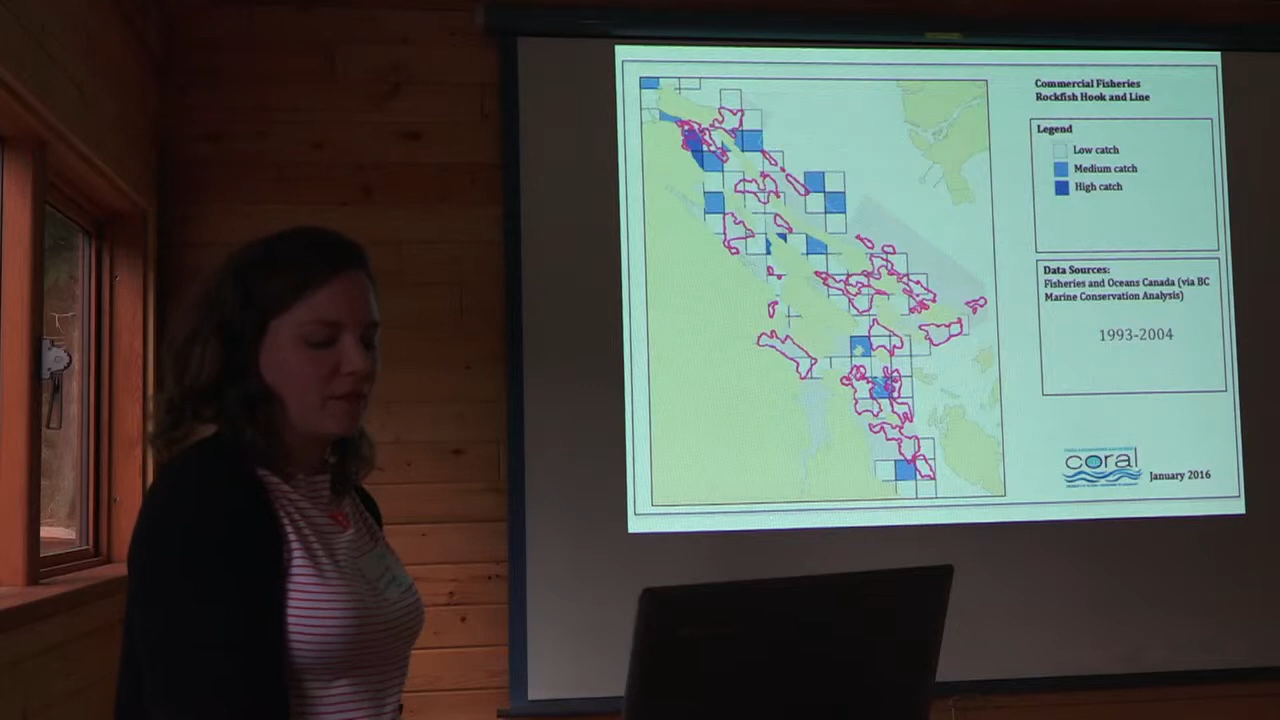 Commercial Fisheries
Rockfish Hook and Line
Legend
Low catch
Medium catch
High catch
Data Sources:
Fisheries and Oceans Canada (via BC
Marine Conservation Analysis)
1993-2004
coral
January 2016